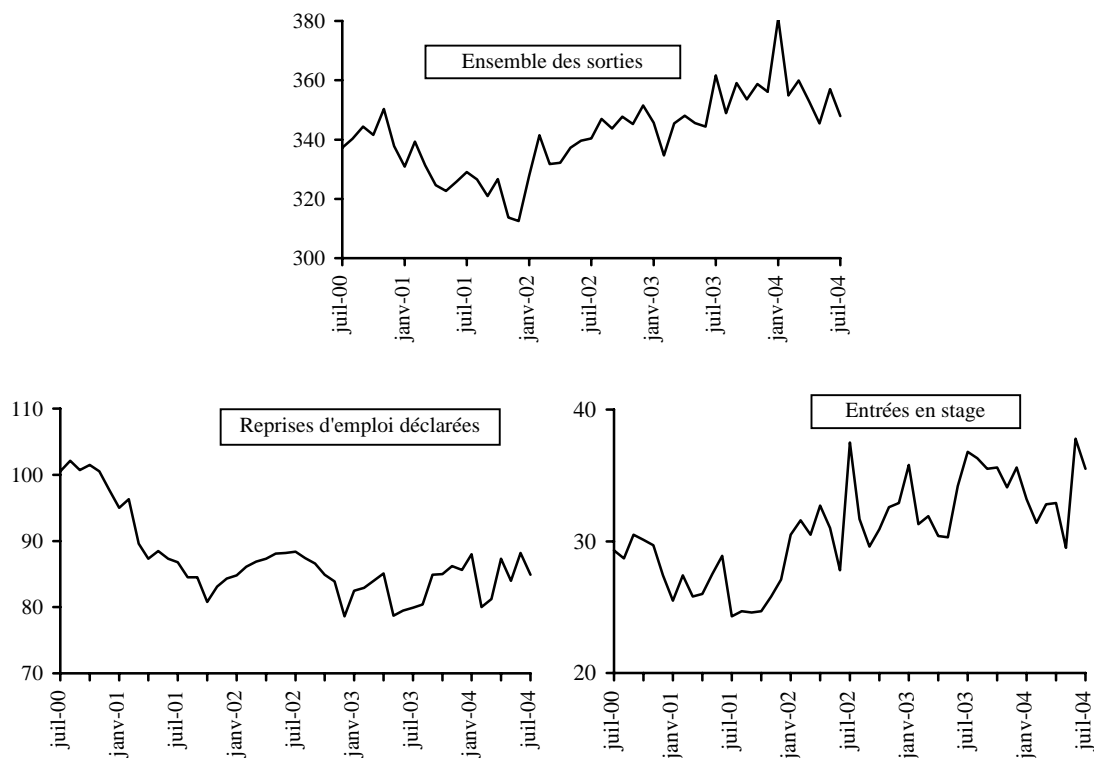 Ensemble des sorties
380
360
340
320
300
juil-00
janv-01
juil-01
janv-02
juil-02
janv-03
juil-03
janv-04
juil-04
Reprises d'emploi déclarées
110
100
90
80
70
juil-00
janv-01
juil-01
janv-02
juil-02
janv-03
juil-03
janv-04
juil-04
Entrées en stage
40
30
20
juil-00
janv-01
juil-01
janv-02
juil-02
janv-03
juil-03
janv-04
juil-04